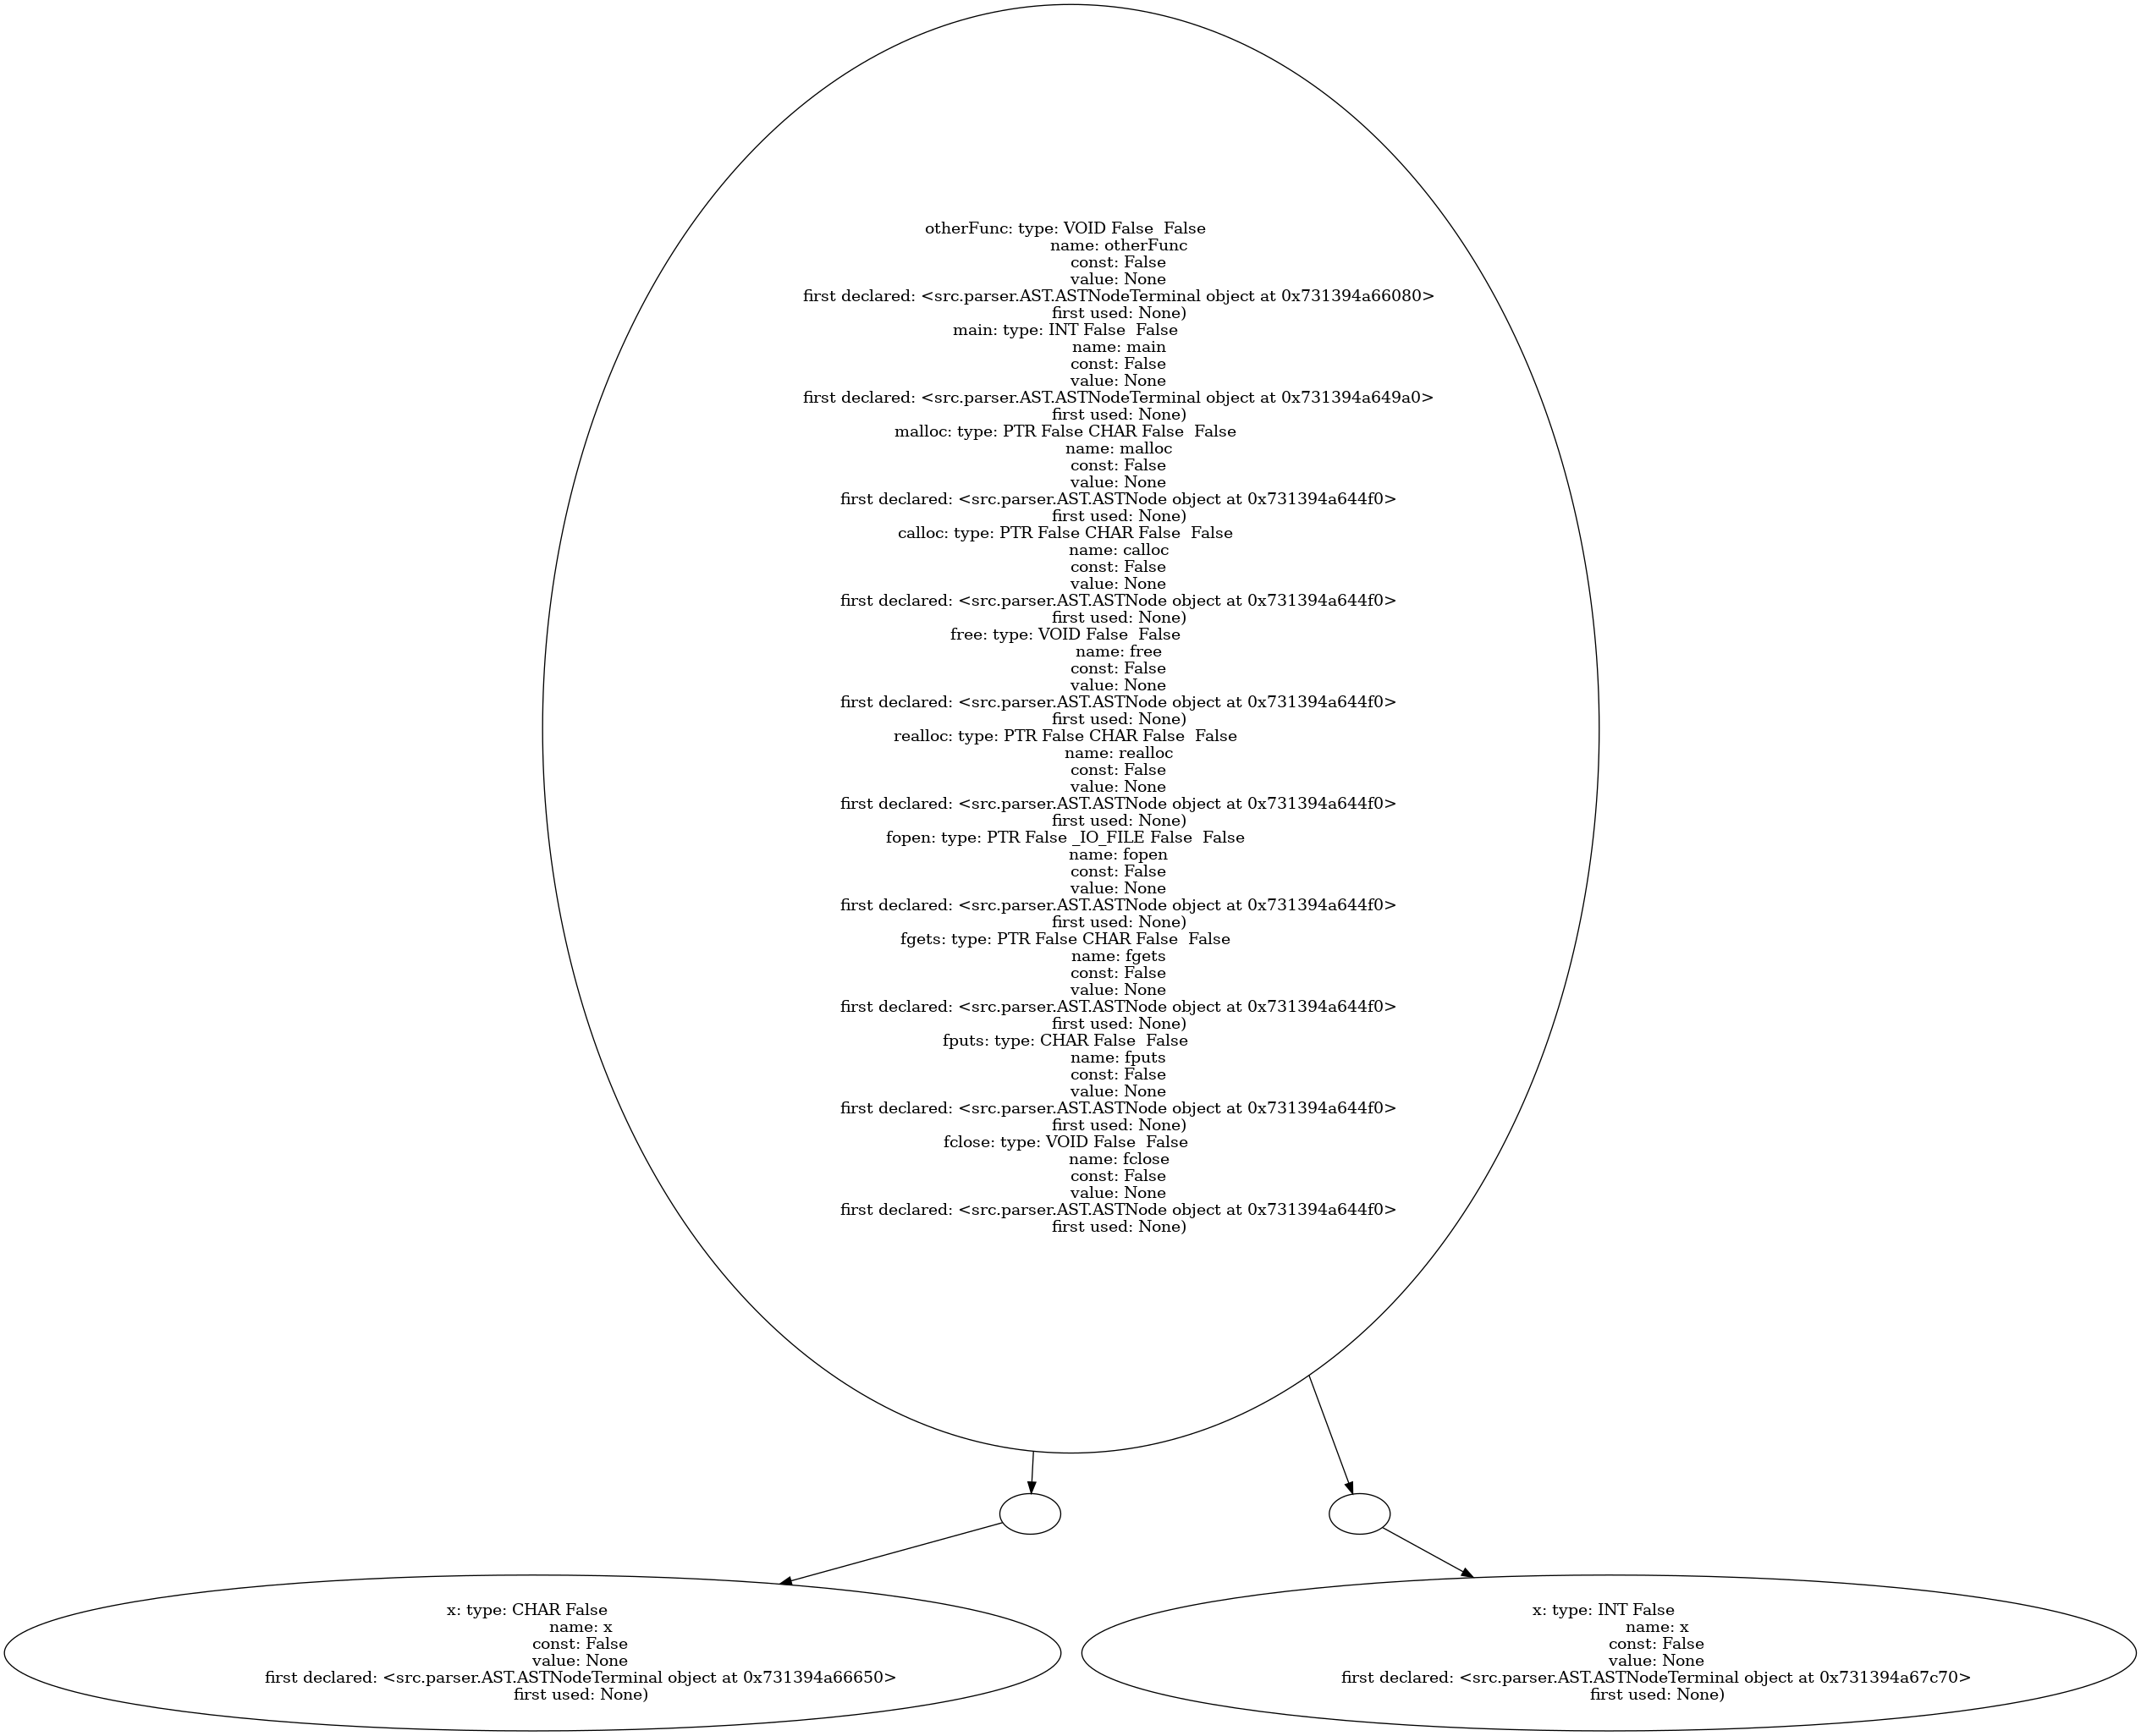 otherFunc: type: VOID False  False
name: otherFunc
const: False
value: None
first declared: <src.parser.AST.ASTNodeTerminal object at 0x731394a66080>
first used: None)
main: type: INT False  False
name: main
const: False
value: None
first declared: <src.parser.AST.ASTNodeTerminal object at 0x731394a649a0>
first used: None)
malloc: type: PTR False CHAR False  False
name: malloc
const: False
value: None
first declared: <src.parser.AST.ASTNode object at 0x731394a644f0>
first used: None)
calloc: type: PTR False CHAR False  False
name: calloc
const: False
value: None
first declared: <src.parser.AST.ASTNode object at 0x731394a644f0>
first used: None)
free: type: VOID False  False
name: free
const: False
value: None
first declared: <src.parser.AST.ASTNode object at 0x731394a644f0>
first used: None)
realloc: type: PTR False CHAR False  False
name: realloc
const: False
value: None
first declared: <src.parser.AST.ASTNode object at 0x731394a644f0>
first used: None)
fopen: type: PTR False _IO_FILE False  False
name: fopen
const: False
value: None
first declared: <src.parser.AST.ASTNode object at 0x731394a644f0>
first used: None)
fgets: type: PTR False CHAR False  False
name: fgets
const: False
value: None
first declared: <src.parser.AST.ASTNode object at 0x731394a644f0>
first used: None)
fputs: type: CHAR False  False
name: fputs
const: False
value: None
first declared: <src.parser.AST.ASTNode object at 0x731394a644f0>
first used: None)
fclose: type: VOID False  False
name: fclose
const: False
value: None
first declared: <src.parser.AST.ASTNode object at 0x731394a644f0>
first used: None)
x: type: CHAR False
name: x
const: False
value: None
first declared: <src.parser.AST.ASTNodeTerminal object at 0x731394a66650>
first used: None)
x: type: INT False
name: x
const: False
value: None
first declared: <src.parser.AST.ASTNodeTerminal object at 0x731394a67c70>
first used: None)